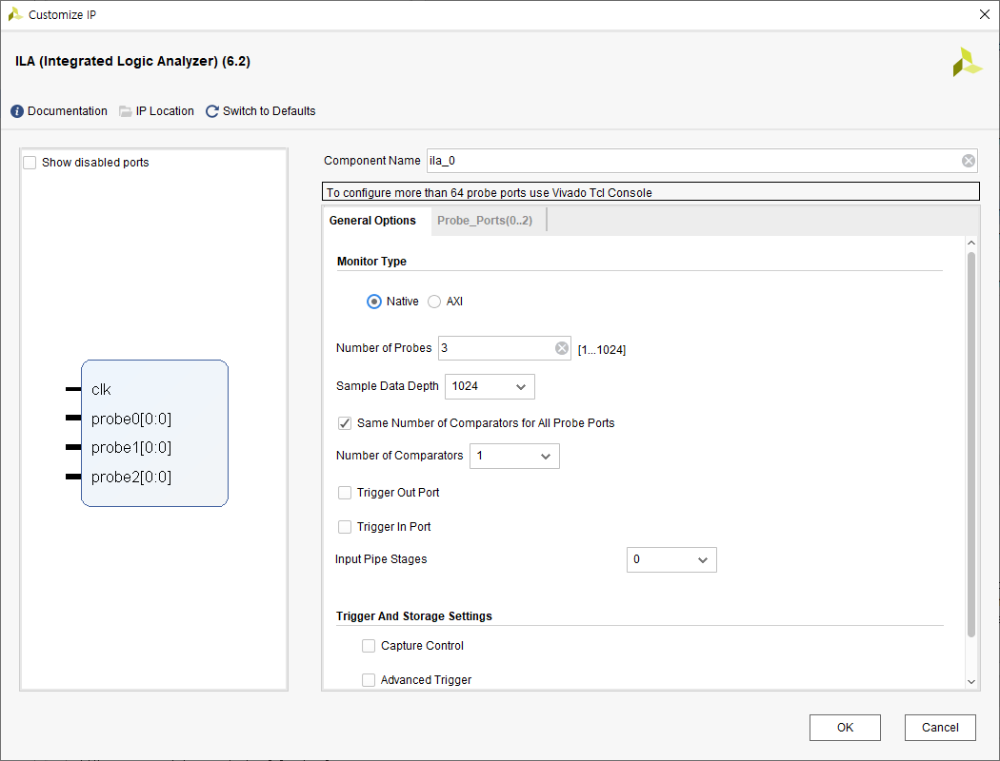 Customize IP
ILA (Integrated Logic Analyzer) (6.2)
Documentation IP Location Switch to Defaults
Show disabled ports
clk
probe0[0:0]
probe1[0:0]
probe2[0:0]
Component Name ila_0
To configure more than 64 probe ports use Vivado Tcl Console
General Options Probe_Ports(0..2)
Monitor Type
Native AXI
Number of Probes 3 [1...1024]
Sample Data Depth 1024
Same Number of Comparators for All Probe Ports
Number of Comparators 1
Trigger Out Port
Trigger In Port
Input Pipe Stages 0
Trigger And Storage Settings
Capture Control
Advanced Trigger
OK Cancel